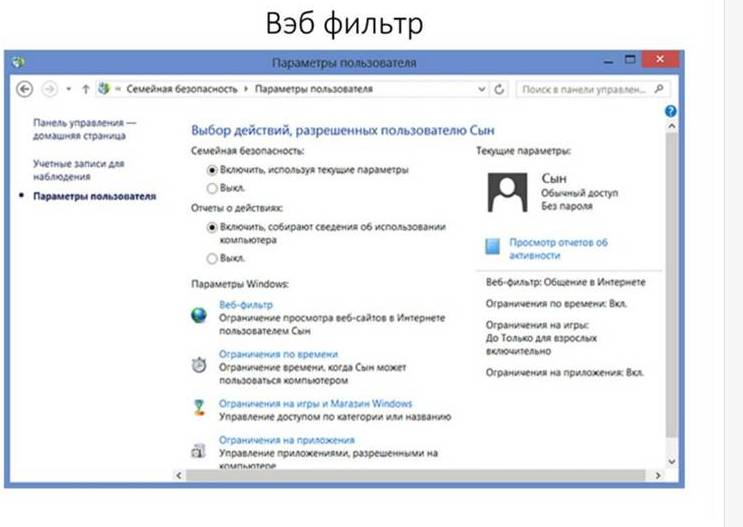 Вэб фильтр
Параметры пользователя
Семейная безопасность
Параметры пользователя
Поиск в панели управлен...
Панель управления —
домашняя страница
Учетные записи для
наблюдения
Параметры пользователя
Выбор действий, разрешенных пользователю Сын
Семейная безопасность:
Включить, используя текущие параметры
Выкл.
Отчеты о действиях:
Включить, собирают сведения об использовании
компьютера
Выкл.
Параметры Windows:
Веб-фильтр
Ограничение просмотра веб-сайтов в Интернете
пользователем Сын
Ограничения по времени
Ограничение времени, когда Сын может
пользоваться компьютером
Ограничения на игры и Магазин Windows
Управление доступом по категории или названию
Ограничения на приложения
Управление приложениями, разрешенными на
компьютере
Текущие параметры:
Сын
Обычный доступ
Без пароля
Просмотр отчетов об
активности
Веб-фильтр: Общение в Интернете
Ограничения по времени: Вкл.
Ограничения на игры:
До Только для взрослых
включительно
Ограничения на приложения: Вкл.